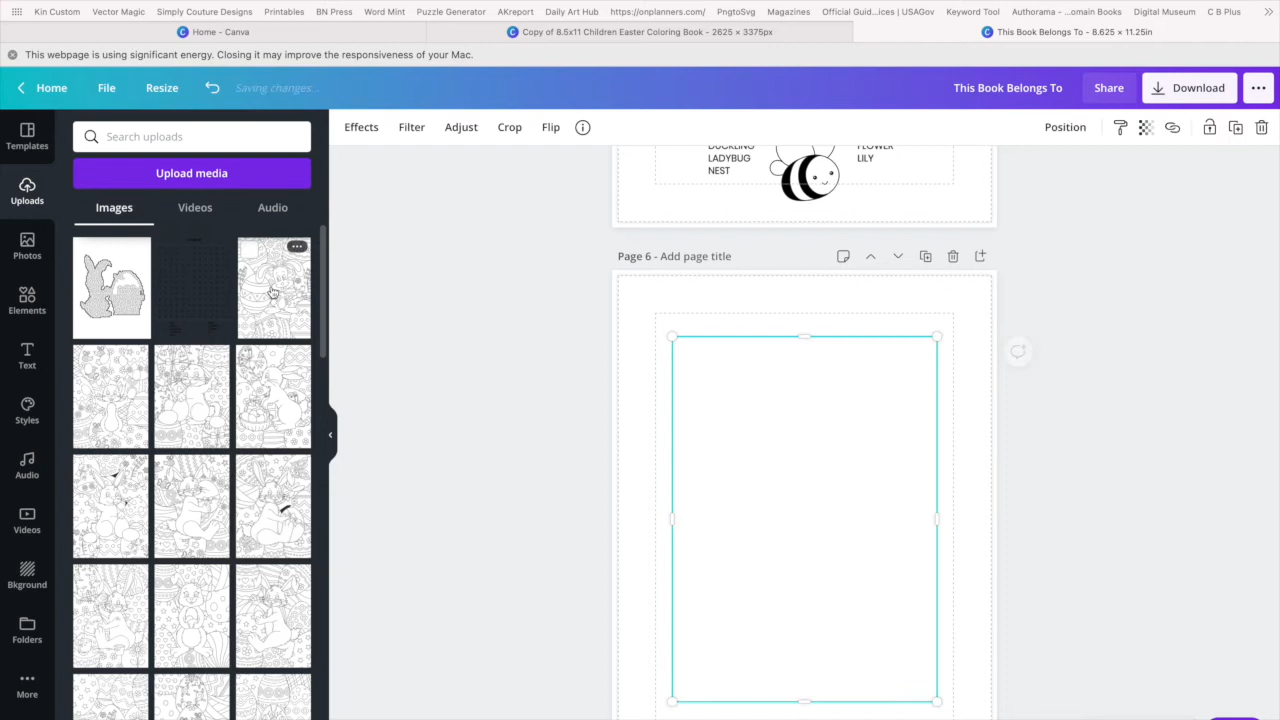 Kin Custom Vector Magic Simply Couture Designs Printables BN Press Word Mint Puzzle Generator AKreport Daily Art Hub https://onplanners.com/ PngtoSvg Magazines Official Guid...ices | USAGov Keyword Tool Authorama - ...omain Books Digital Museum C B Plus
Home - Canva
Copy of 8.5x11 Children Easter Coloring Book - 2625 × 3375px
This Book Belongs To - 8.625 × 11.25in
This webpage is using significant energy. Closing it may improve the responsiveness of your Mac.
Home File Resize Saving changes... This Book Belongs To Share Download
Templates
Uploads
Photos
Elements
Text
Styles
Audio
Videos
Bkground
Folders
More
Search uploads
Upload media
Images Videos Audio
Effects Filter Adjust Crop Flip Position
DUCKLING
LADYBUG
NEST
FLOWER
LILY
Page 6 - Add page title